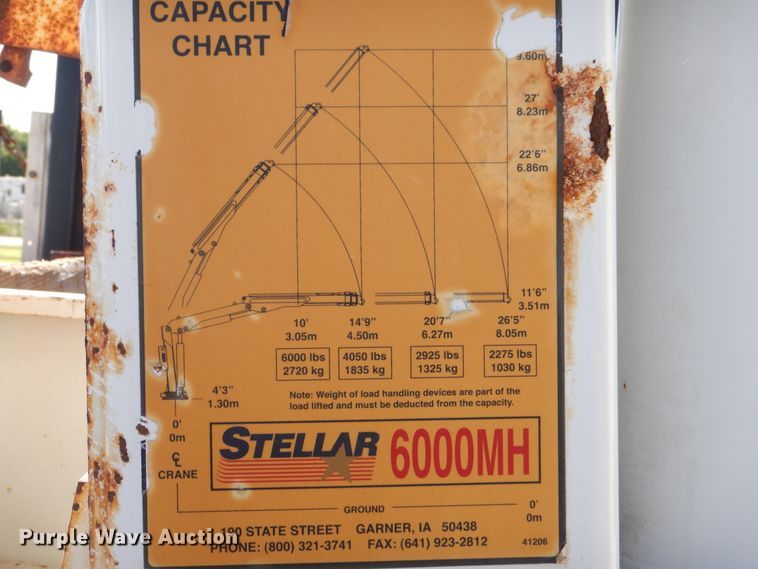 CAPACITY
CHART
9.60m
27'
8.23m
22'6"
6.86m
11'6"
3.51m
10' 14'9" 20'7" 26'5"
3.05m 4.50m 6.27m 8.05m
6000 lbs 4050 lbs 2925 lbs 2275 lbs
2720 kg 1835 kg 1325 kg 1030 kg
4'3"
1.30m
Note: Weight of load handling devices are part of the
load lifted and must be deducted from the capacity.
0'
0m
CL
CRANE
STELLAR 6000MH
GROUND
0'
0m
190 STATE STREET GARNER, IA 50438
PHONE: (800) 321-3741 FAX: (641) 923-2812
41206
Purple Wave Auction